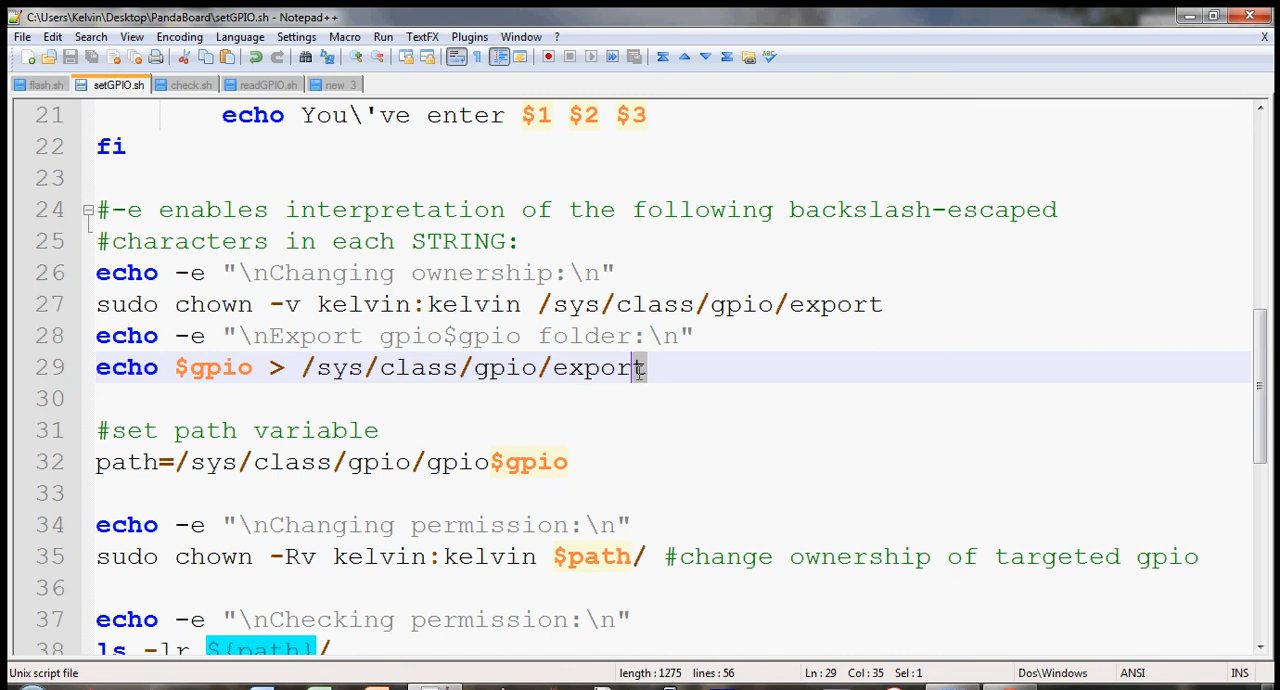 C:\Users\Kelvin\Desktop\PandaBoard\setGPIO.sh - Notepad++
File Edit Search View Encoding Language Settings Macro Run TextFX Plugins Window ? X
flash.sh setGPIO.sh check.sh readGPIO.sh new 3
21 echo You\'ve enter $1 $2 $3
22 fi
23
24 #-e enables interpretation of the following backslash-escaped
25 #characters in each STRING:
26 echo -e "\nChanging ownership:\n"
27 sudo chown -v kelvin:kelvin /sys/class/gpio/export
28 echo -e "\nExport gpio$gpio folder:\n"
29 echo $gpio > /sys/class/gpio/export
30
31 #set path variable
32 path=/sys/class/gpio/gpio$gpio
33
34 echo -e "\nChanging permission:\n"
35 sudo chown -Rv kelvin:kelvin $path/ #change ownership of targeted gpio
36
37 echo -e "\nChecking permission:\n"
38 ls -lr ${path}/
Unix script file length : 1275 lines : 56 Ln : 29 Col : 35 Sel : 1 Dos\Windows ANSI INS